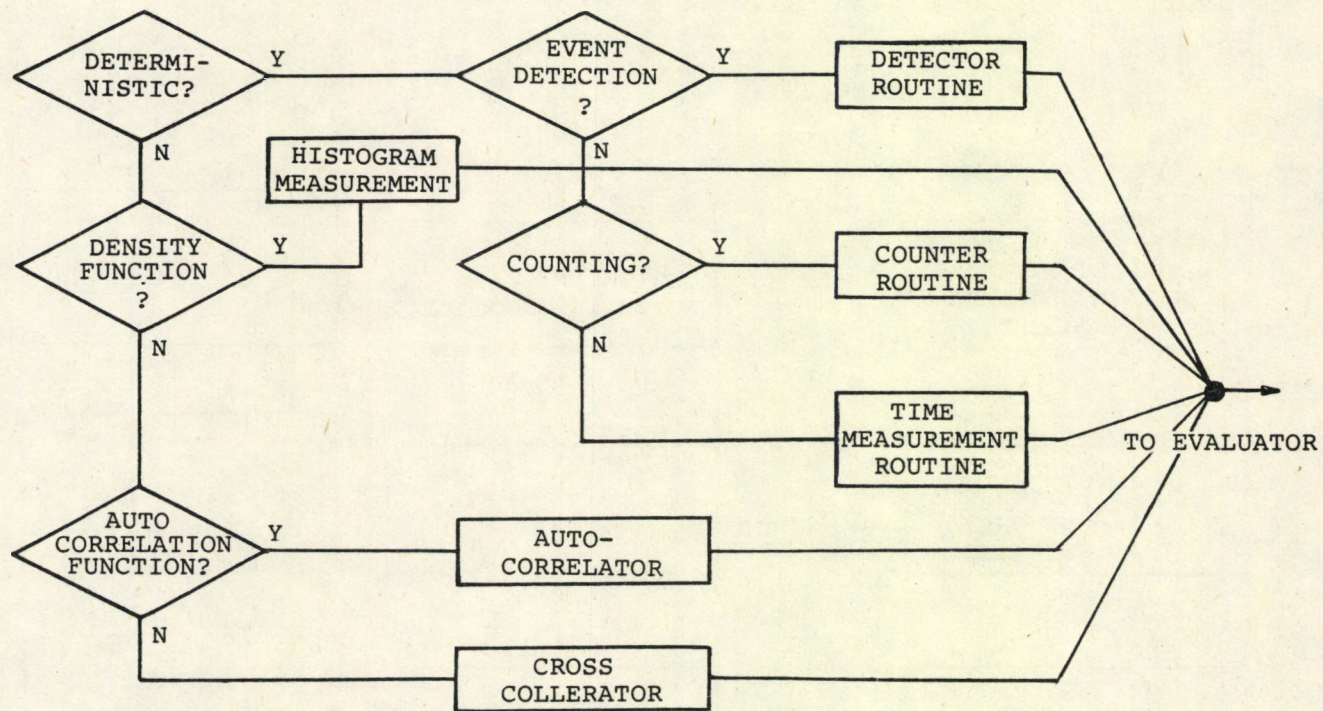 DETERMI-
NISTIC?
Y
EVENT
DETECTION
?
Y
DETECTOR
ROUTINE
N
HISTOGRAM
MEASUREMENT
N
DENSITY
FUNCTION
?
Y
COUNTING?
Y
COUNTER
ROUTINE
N
N
TIME
MEASUREMENT
ROUTINE
TO EVALUATOR
AUTO
CORRELATION
FUNCTION?
Y
AUTO-
CORRELATOR
N
CROSS
COLLERATOR